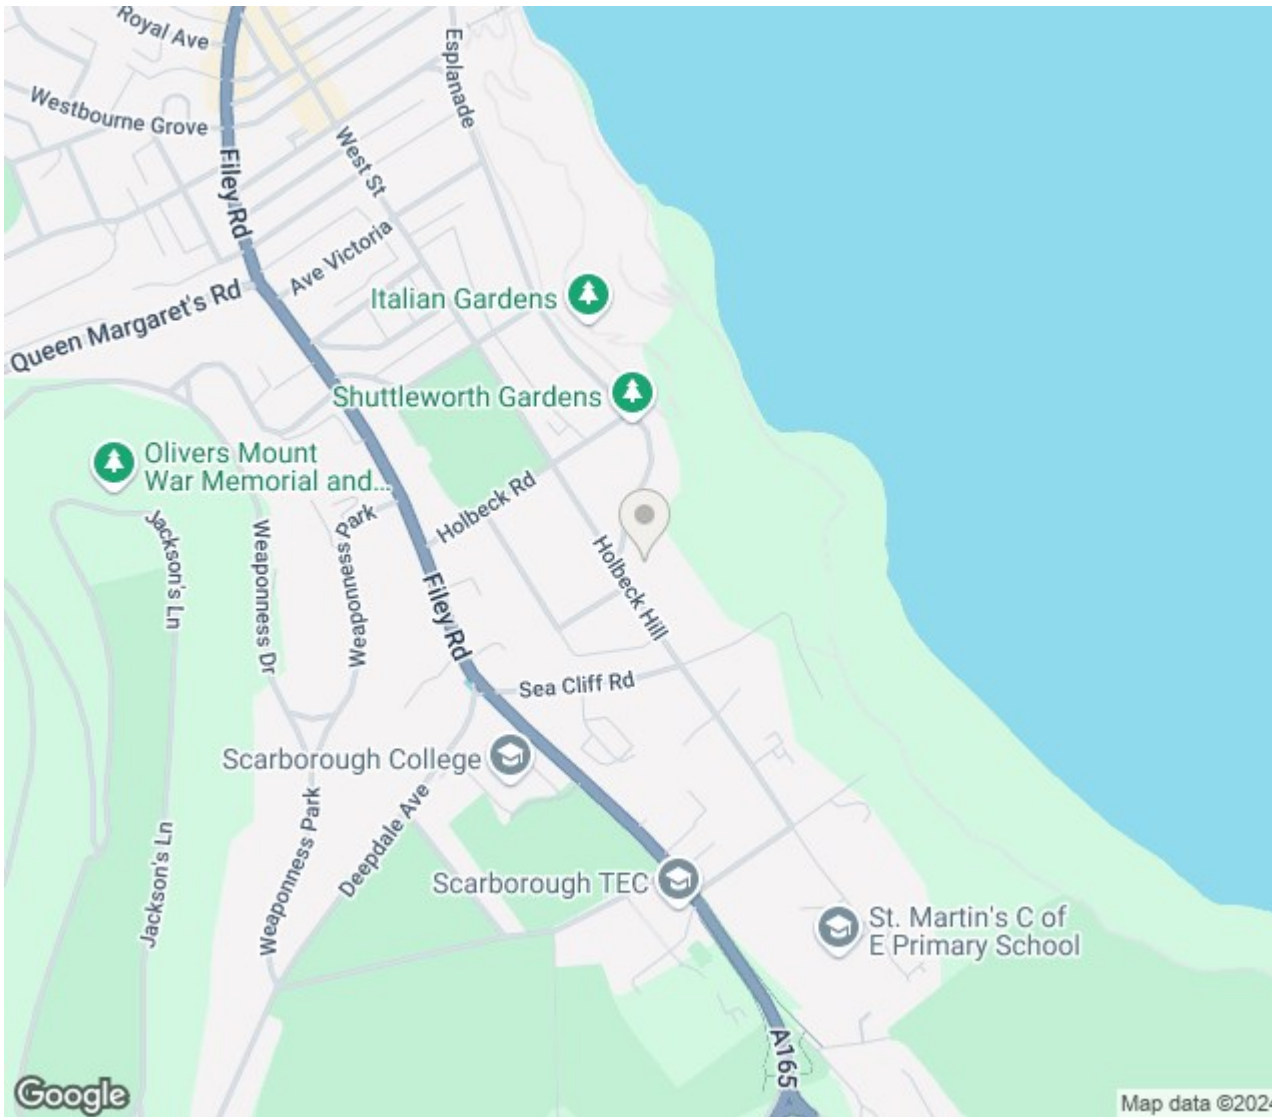 Royal Ave
Esplanade
Westbourne Grove
West St
Filey Rd
Ave Victoria
Queen Margaret's Rd
Italian Gardens
Shuttleworth Gardens
Olivers Mount
War Memorial and...
Holbeck Rd
Jackson's Ln
Weaponness Dr
Weaponness Park
Holbeck Hill
Filey Rd
Sea Cliff Rd
Scarborough College
Weaponness Park
Deepdale Ave
Jackson's Ln
Scarborough TEC
St. Martin's C of
E Primary School
A165
Google
Map data ©2024